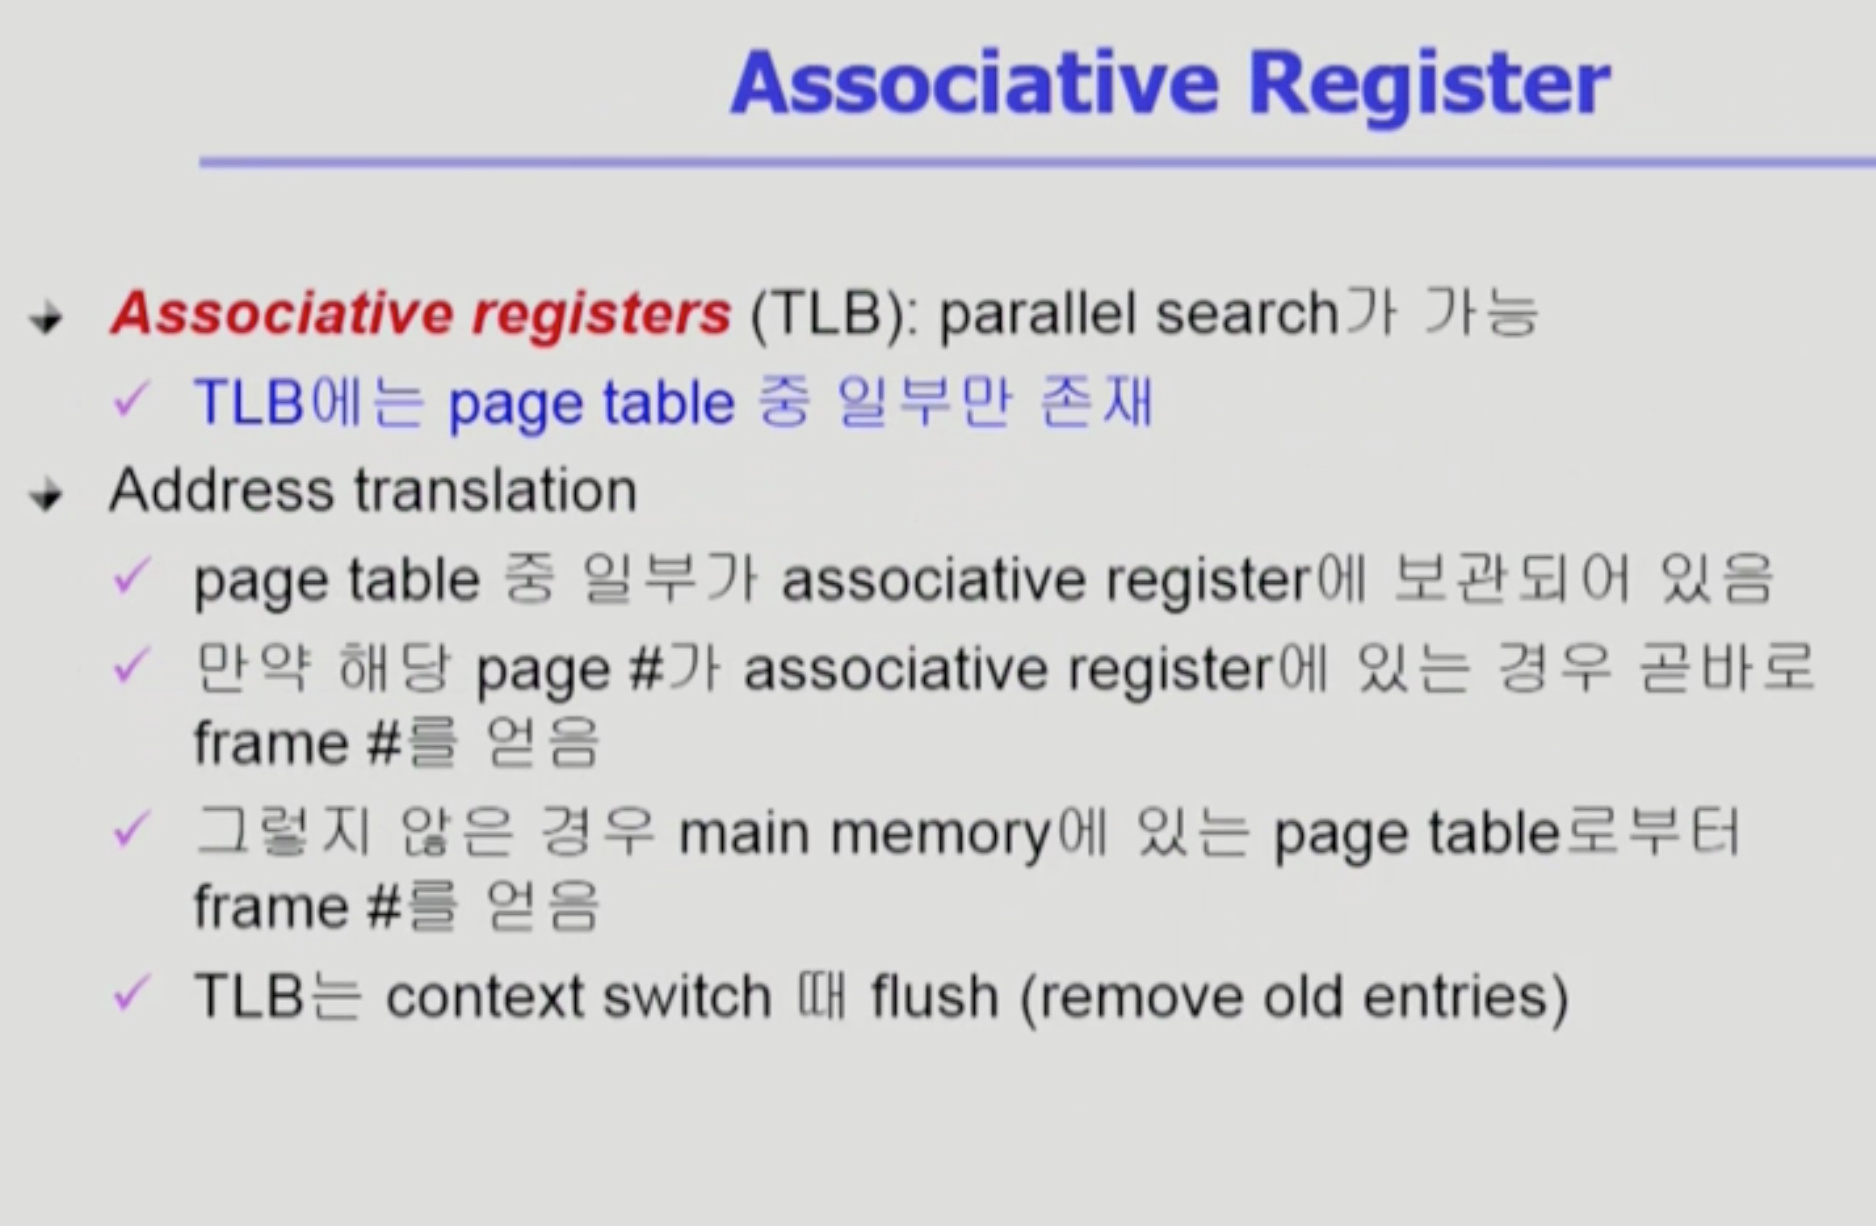 Associative Register
Associative registers (TLB): parallel search가 가능
TLB에는 page table 중 일부만 존재
Address translation
page table 중 일부가 associative register에 보관되어 있음
만약 해당 page #가 associative register에 있는 경우 곧바로
frame #를 얻음
그렇지 않은 경우 main memory에 있는 page table로부터
frame #를 얻음
TLB는 context switch 때 flush (remove old entries)